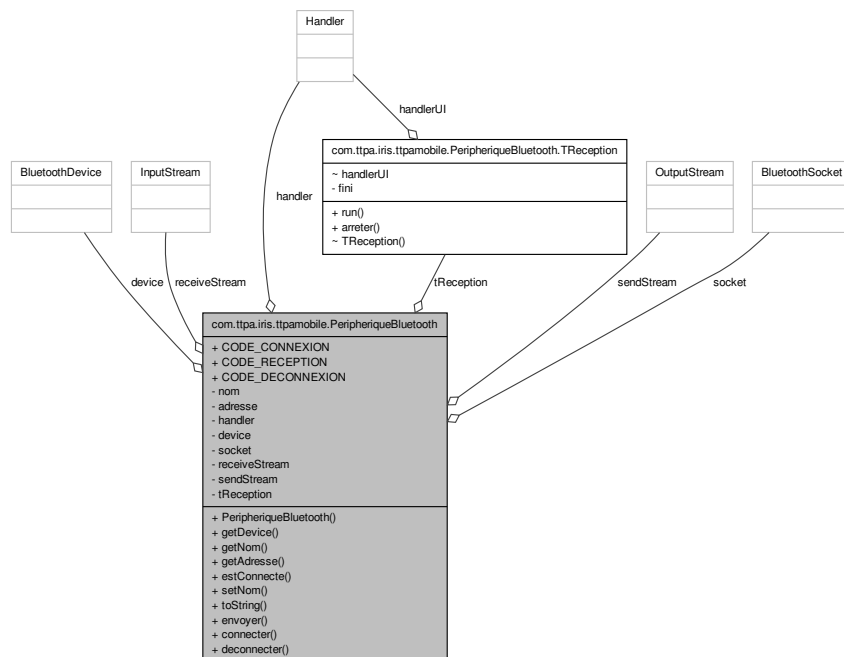 Handler
handlerUI
com.ttpa.iris.ttpamobile.PeripheriqueBluetooth.TReception
~ handlerUI
- fini
+ run()
+ arreter()
~ TReception()
BluetoothDevice
InputStream
OutputStream
BluetoothSocket
handler
device
receiveStream
tReception
sendStream
socket
com.ttpa.iris.ttpamobile.PeripheriqueBluetooth
+ CODE_CONNEXION
+ CODE_RECEPTION
+ CODE_DECONNEXION
- nom
- adresse
- handler
- device
- socket
- receiveStream
- sendStream
- tReception
+ PeripheriqueBluetooth()
+ getDevice()
+ getNom()
+ getAdresse()
+ estConnecte()
+ setNom()
+ toString()
+ envoyer()
+ connecter()
+ deconnecter()